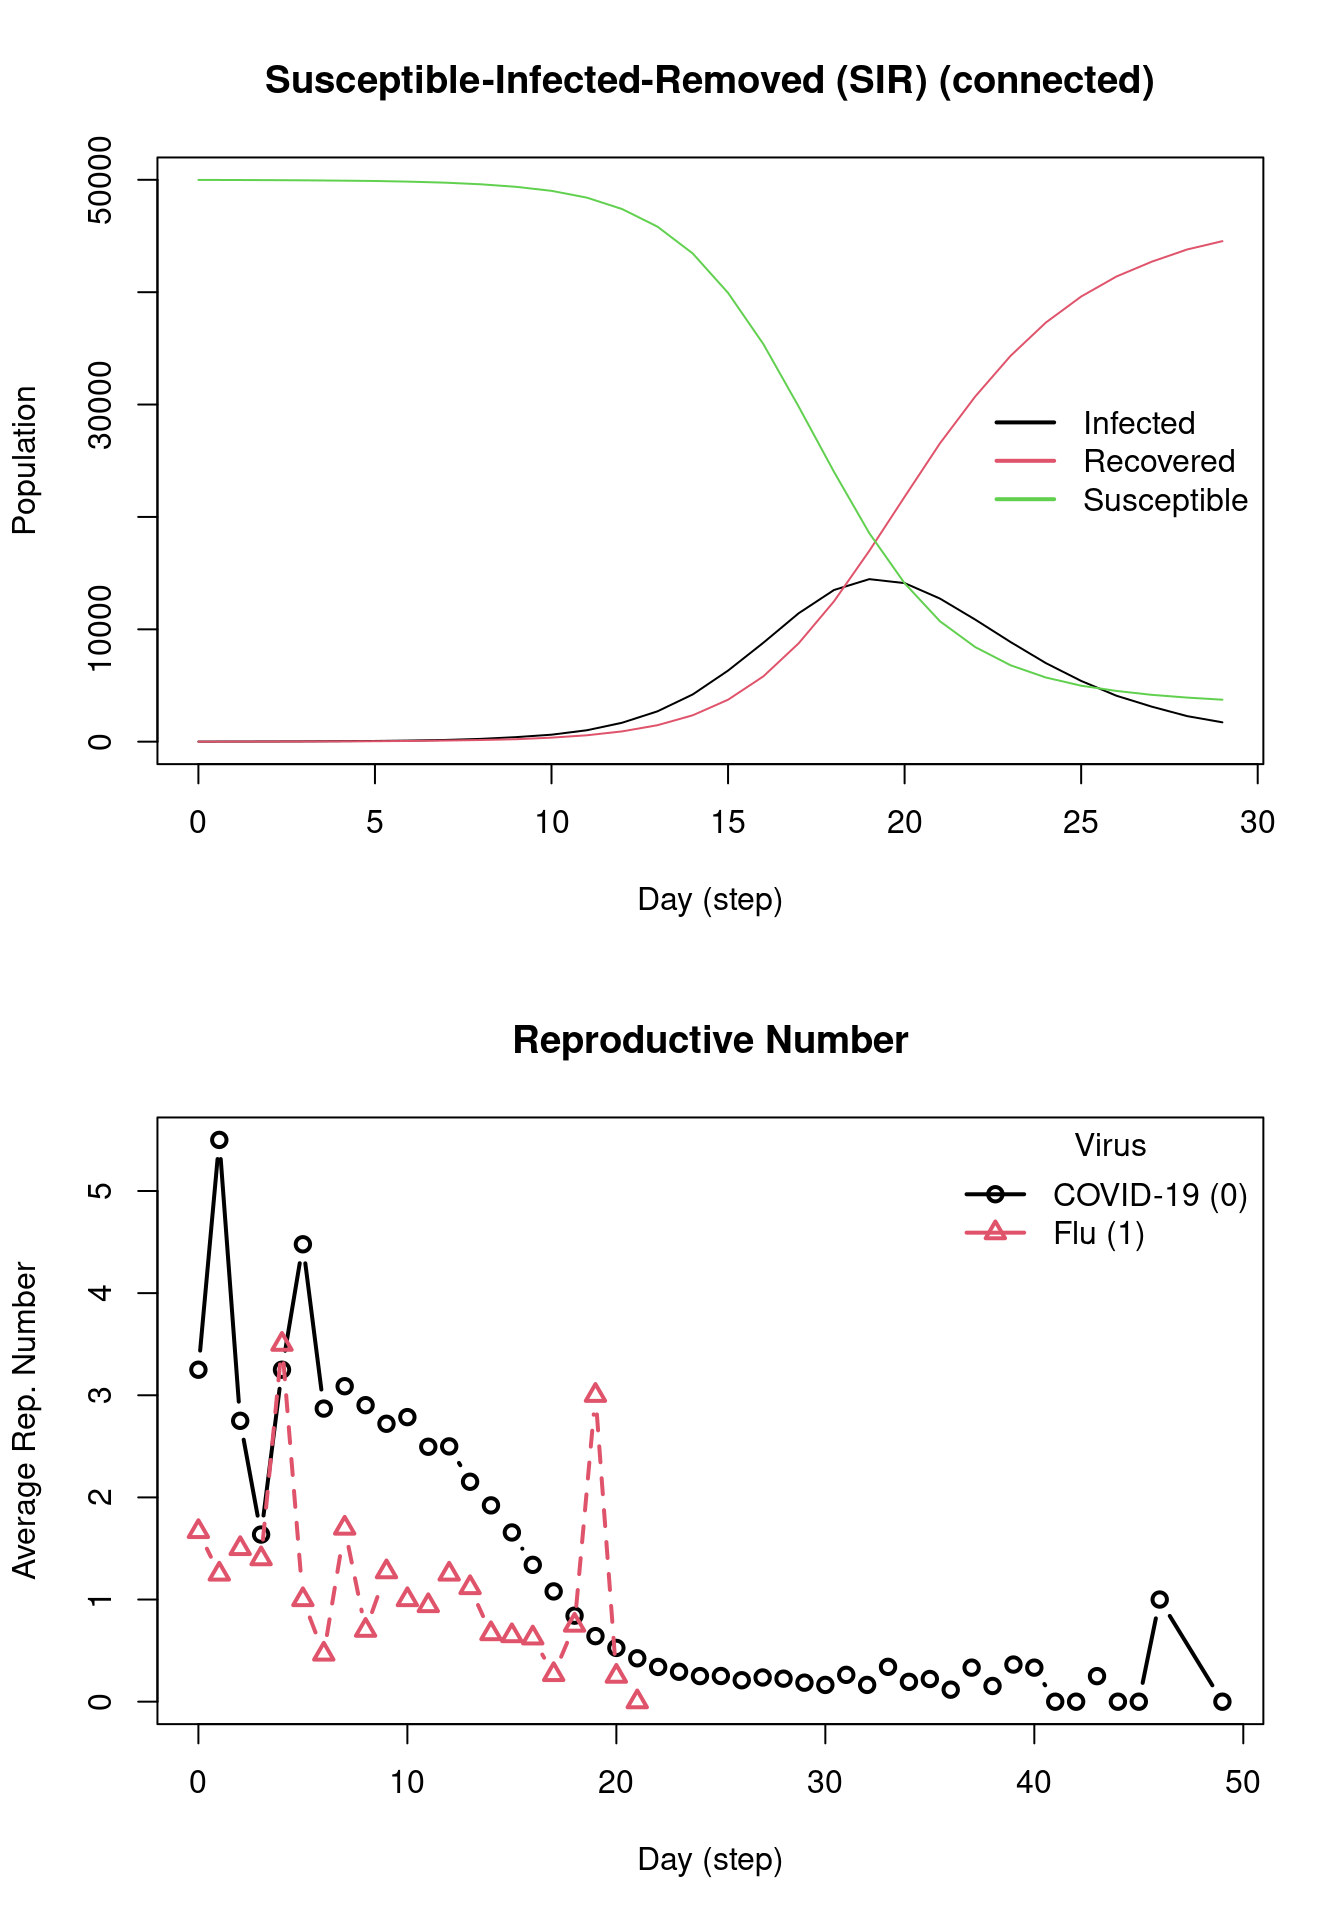 Susceptible-Infected-Removed (SIR) (connected)
Population
50000
30000
10000
0
Infected
Recovered
Susceptible
0 5 10 15 20 25 30
Day (step)
Reproductive Number
Average Rep. Number
5
4
3
2
1
0
Virus
COVID-19 (0)
Flu (1)
0 10 20 30 40 50
Day (step)